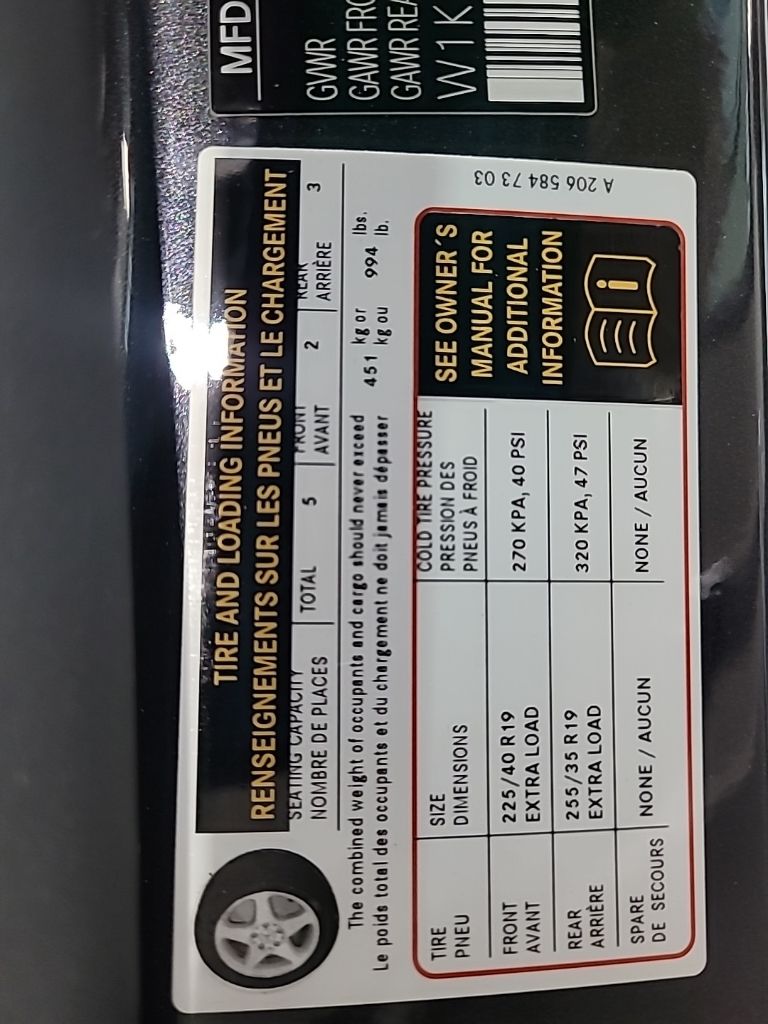 TIRE AND LOADING INFORMATION
RENSEIGNEMENTS SUR LES PNEUS ET LE CHARGEMENT
SEATING CAPACITY TOTAL 5 FRONT 2 REAR 3
NOMBRE DE PLACES AVANT ARRIÈRE
The combined weight of occupants and cargo should never exceed 451 kg or 994 lbs.
Le poids total des occupants et du chargement ne doit jamais dépasser kg ou lb.
TIRE SIZE COLD TIRE PRESSURE
PNEU DIMENSIONS PRESSION DES
PNEUS À FROID
FRONT 225/40 R19 270 KPA, 40 PSI
AVANT EXTRA LOAD
REAR 255/35 R19 320 KPA, 47 PSI
ARRIÈRE EXTRA LOAD
SPARE NONE / AUCUN NONE / AUCUN
DE SECOURS
SEE OWNER´S
MANUAL FOR
ADDITIONAL
INFORMATION
A 206 584 73 03
MFD
GVWR
GAWR FRO
GAWR REA
W1K